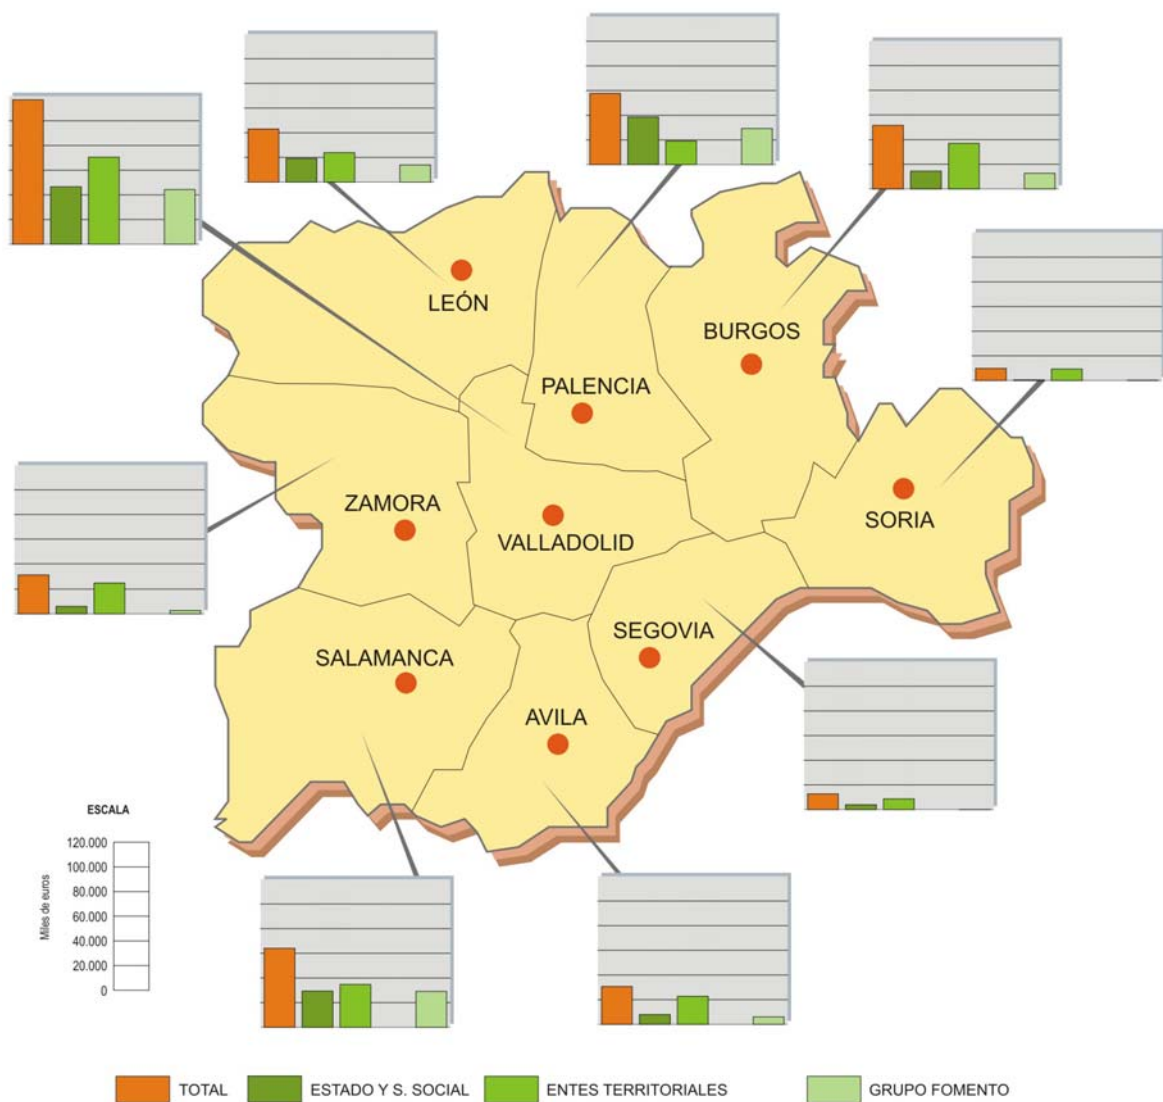 LEÓN
BURGOS
PALENCIA
ZAMORA
VALLADOLID
SORIA
SEGOVIA
SALAMANCA
AVILA
ESCALA
Miles de euros
120.000
100.000
80.000
60.000
40.000
20.000
0
TOTAL
ESTADO Y S. SOCIAL
ENTES TERRITORIALES
GRUPO FOMENTO